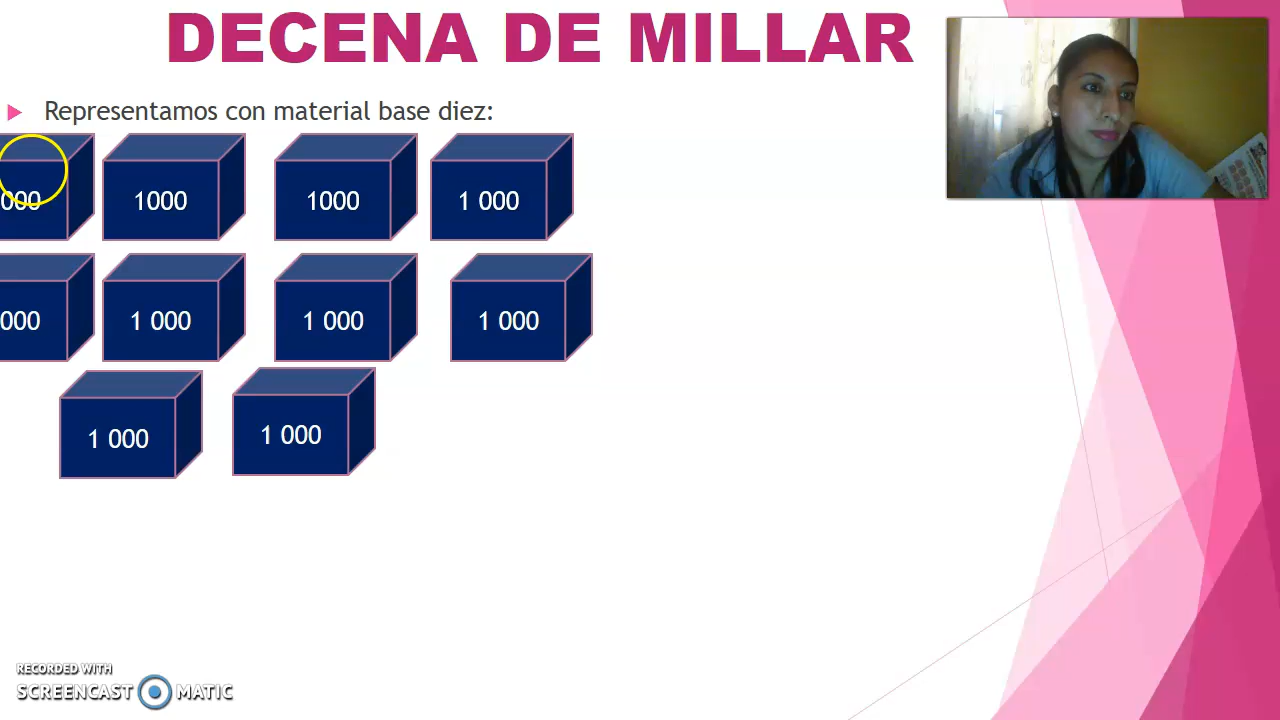 DECENA DE MILLAR
Representamos con material base diez:
000 1000 1000 1 000
000 1 000 1 000 1 000
1 000 1 000
RECORDED WITH
SCREENCAST MATIC